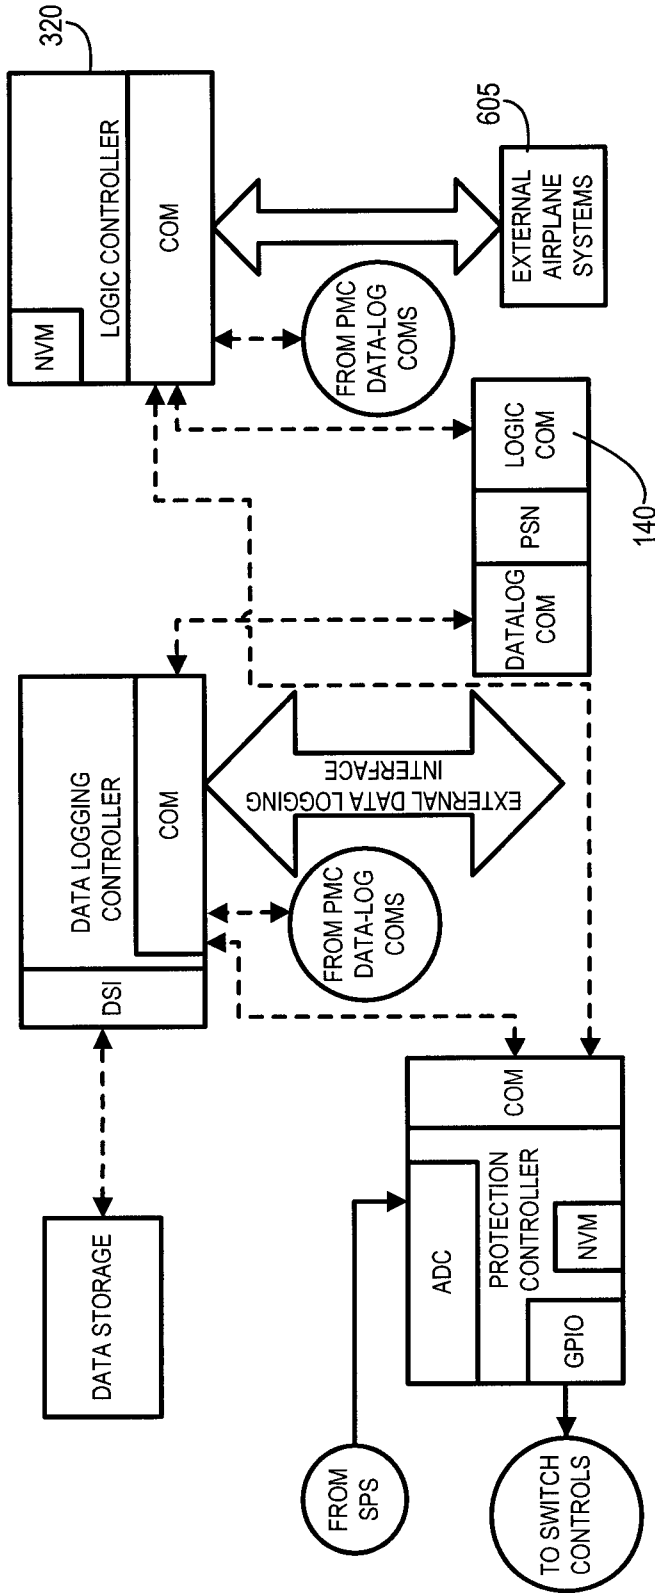 DATA STORAGE
DSI
DATA LOGGING
CONTROLLER
COM
NVM
LOGIC CONTROLLER
COM
320
FROM
SPS
ADC
PROTECTION
CONTROLLER
COM
NVM
GPIO
TO SWITCH
CONTROLS
FROM PMC
DATA-LOG
COMS
EXTERNAL DATA LOGGING
INTERFACE
DATALOG
COM
PSN
LOGIC
COM
140
FROM PMC
DATA-LOG
COMS
EXTERNAL
AIRPLANE
SYSTEMS
605